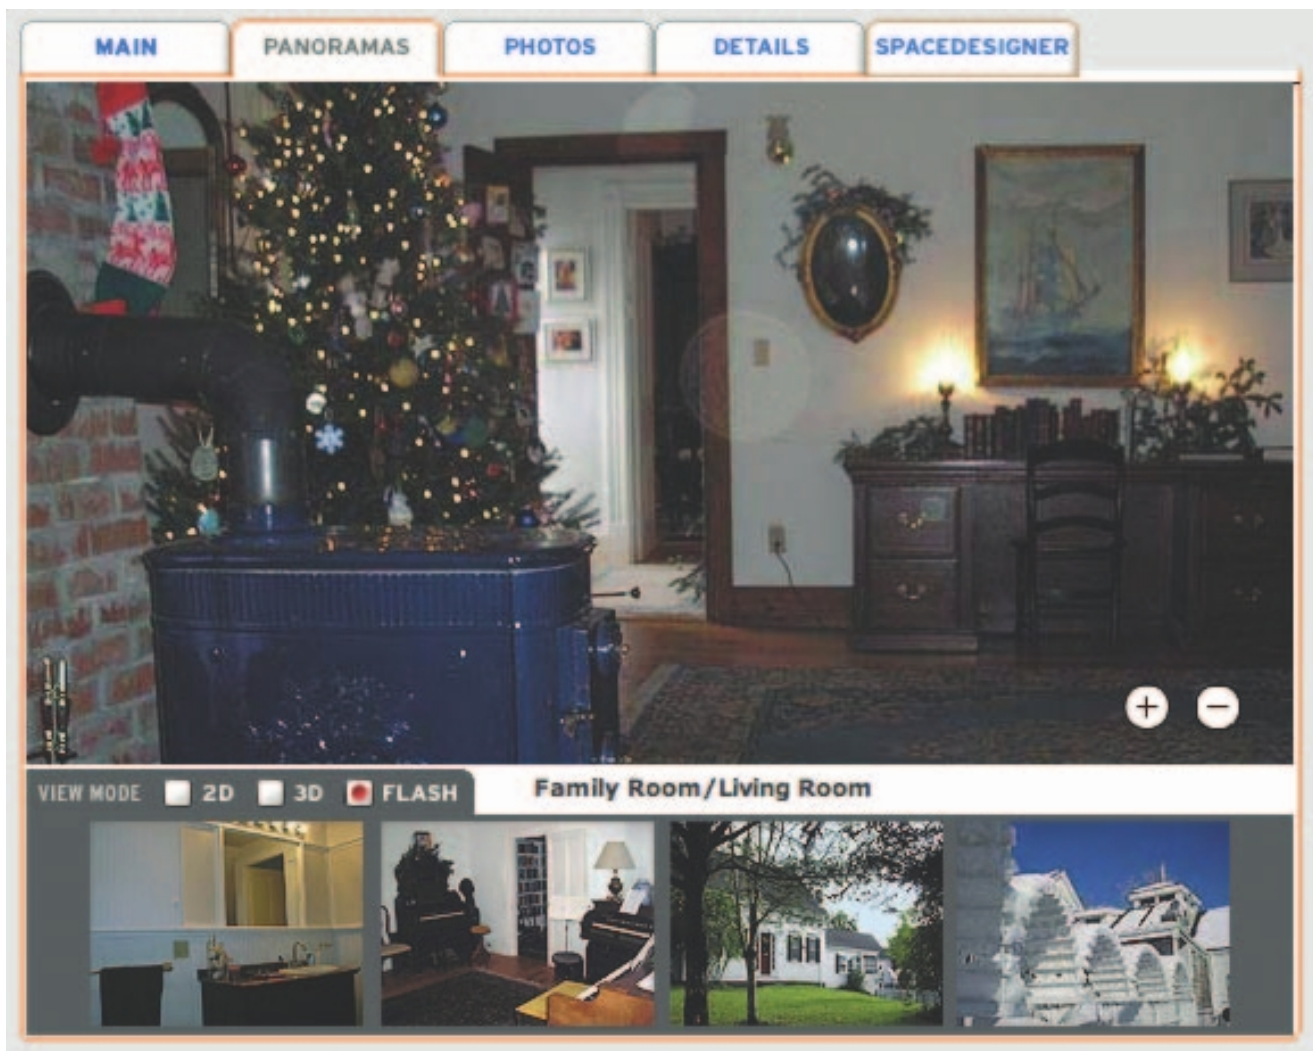 MAIN
PANORAMAS
PHOTOS
DETAILS
SPACEDESIGNER
VIEW MODE 2D 3D FLASH
Family Room/Living Room